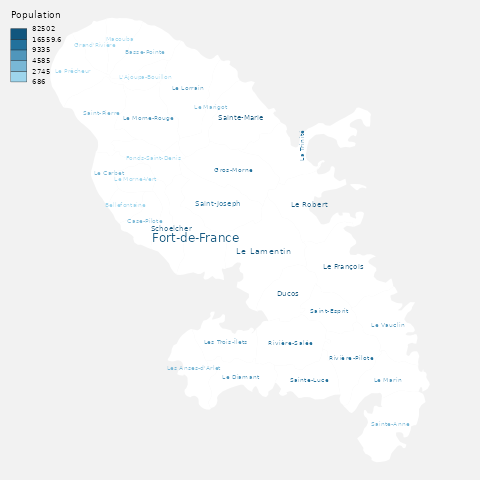 Population
82502
16559.6
9335
4585
2745
686
Macouba
Grand'Rivière
Basse-Pointe
Le Prêcheur
L'Ajoupa-Bouillon
Le Lorrain
Le Marigot
Saint-Pierre
Le Morne-Rouge
Sainte-Marie
La Trinité
Fonds-Saint-Denis
Gros-Morne
Le Carbet
Le Morne-Vert
Bellefontaine
Saint-Joseph
Le Robert
Case-Pilote
Schoelcher
Fort-de-France
Le Lamentin
Le François
Ducos
Saint-Esprit
Le Vauclin
Les Trois-Îlets
Rivière-Salée
Rivière-Pilote
Les Anses-d'Arlet
Le Diamant
Sainte-Luce
Le Marin
Sainte-Anne